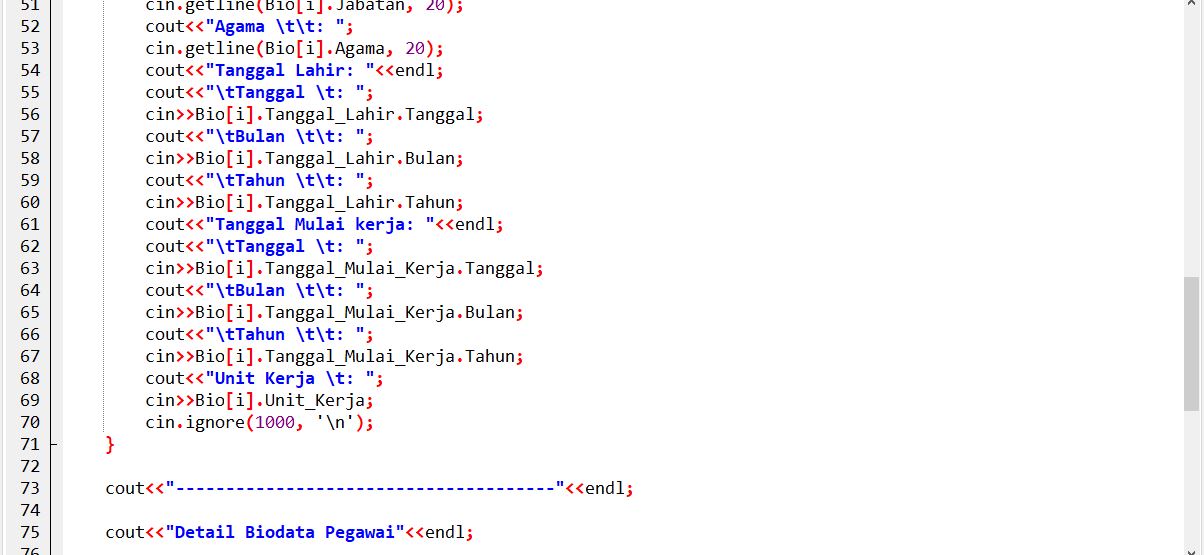 51 cin.getline(Bio[i].Jabatan, 20);
52 cout<<"Agama \t\t: ";
53 cin.getline(Bio[i].Agama, 20);
54 cout<<"Tanggal Lahir: "<<endl;
55 cout<<"\tTanggal \t: ";
56 cin>>Bio[i].Tanggal_Lahir.Tanggal;
57 cout<<"\tBulan \t\t: ";
58 cin>>Bio[i].Tanggal_Lahir.Bulan;
59 cout<<"\tTahun \t\t: ";
60 cin>>Bio[i].Tanggal_Lahir.Tahun;
61 cout<<"Tanggal Mulai kerja: "<<endl;
62 cout<<"\tTanggal \t: ";
63 cin>>Bio[i].Tanggal_Mulai_Kerja.Tanggal;
64 cout<<"\tBulan \t\t: ";
65 cin>>Bio[i].Tanggal_Mulai_Kerja.Bulan;
66 cout<<"\tTahun \t\t: ";
67 cin>>Bio[i].Tanggal_Mulai_Kerja.Tahun;
68 cout<<"Unit Kerja \t: ";
69 cin>>Bio[i].Unit_Kerja;
70 cin.ignore(1000, '\n');
71 }
72
73 cout<<"--------------------------------------"<<endl;
74
75 cout<<"Detail Biodata Pegawai"<<endl;
76